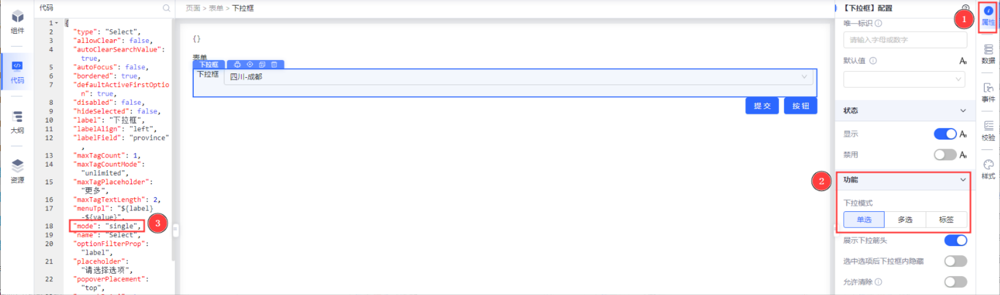 组件
代码
大纲
资源
代码
1 {
2 "type": "Select",
3 "allowClear": false,
4 "autoClearSearchValue":
true,
5 "autoFocus": false,
6 "bordered": true,
7 "defaultActiveFirstOptio
n": true,
8 "disabled": false,
9 "hideSelected": false,
10 "label": "下拉框",
11 "labelAlign": "left",
12 "labelField": "province"
,
13 "maxTagCount": 1,
14 "maxTagCountMode":
"unlimited",
15 "maxTagPlaceholder":
"更多",
16 "maxTagTextLength": 2,
17 "menuTpl": "${label}
-${value}",
18 "mode": "single",
3
19 "name": "Select",
20 "optionFilterProp":
"label",
21 "placeholder":
"请选择选项",
22 "popoverPlacement":
"top",
页面 > 表单 > 下拉框
{}
表单
下拉框
下拉框 四川-成都
提 交 按 钮
【下拉框】配置
唯一标识
请输入字母或数字
默认值
状态
显示
禁用
2
功能
下拉模式
单选 多选 标签
展示下拉箭头
选中选项后下拉框内隐藏
允许清除
1
属性
数据
事件
校验
样式